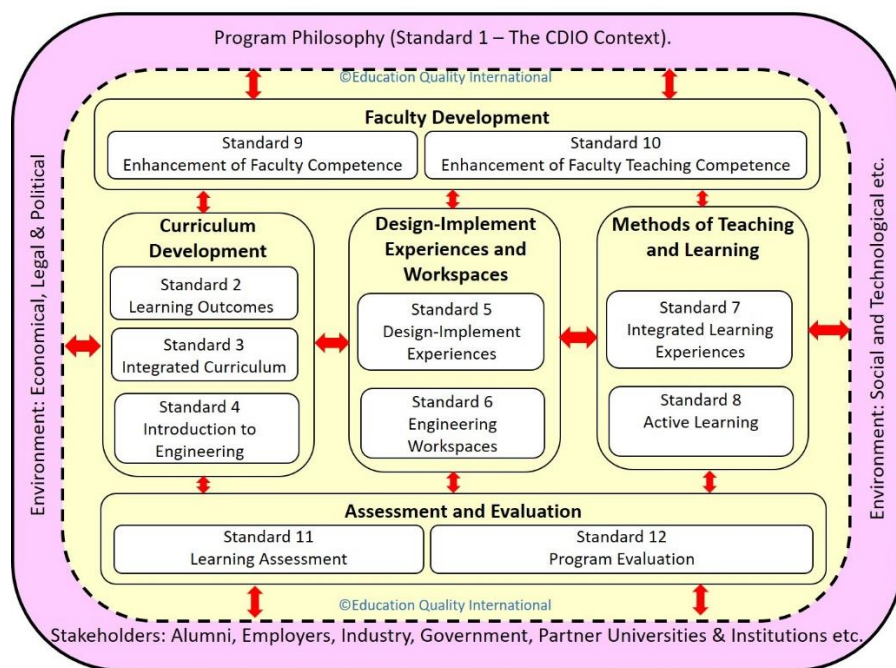 Program Philosophy (Standard 1 – The CDIO Context).
©Education Quality International
Faculty Development
Standard 9
Enhancement of Faculty Competence
Standard 10
Enhancement of Faculty Teaching Competence
Environment: Economical, Legal & Political
Curriculum
Development
Standard 2
Learning Outcomes
Standard 3
Integrated Curriculum
Standard 4
Introduction to
Engineering
Design-Implement
Experiences and
Workspaces
Standard 5
Design-Implement
Experiences
Standard 6
Engineering
Workspaces
Methods of Teaching
and Learning
Standard 7
Integrated Learning
Experiences
Standard 8
Active Learning
Environment: Social and Technological etc.
Assessment and Evaluation
Standard 11
Learning Assessment
Standard 12
Program Evaluation
©Education Quality International
Stakeholders: Alumni, Employers, Industry, Government, Partner Universities & Institutions etc.